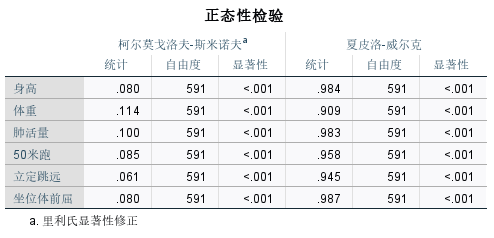 正态性检验
柯尔莫戈洛夫-斯米诺夫a 夏皮洛-威尔克
统计 自由度 显著性 统计 自由度 显著性
身高 .080 591 <.001 .984 591 <.001
体重 .114 591 <.001 .909 591 <.001
肺活量 .100 591 <.001 .983 591 <.001
50米跑 .085 591 <.001 .958 591 <.001
立定跳远 .061 591 <.001 .945 591 <.001
坐位体前屈 .080 591 <.001 .987 591 <.001
a. 里利氏显著性修正